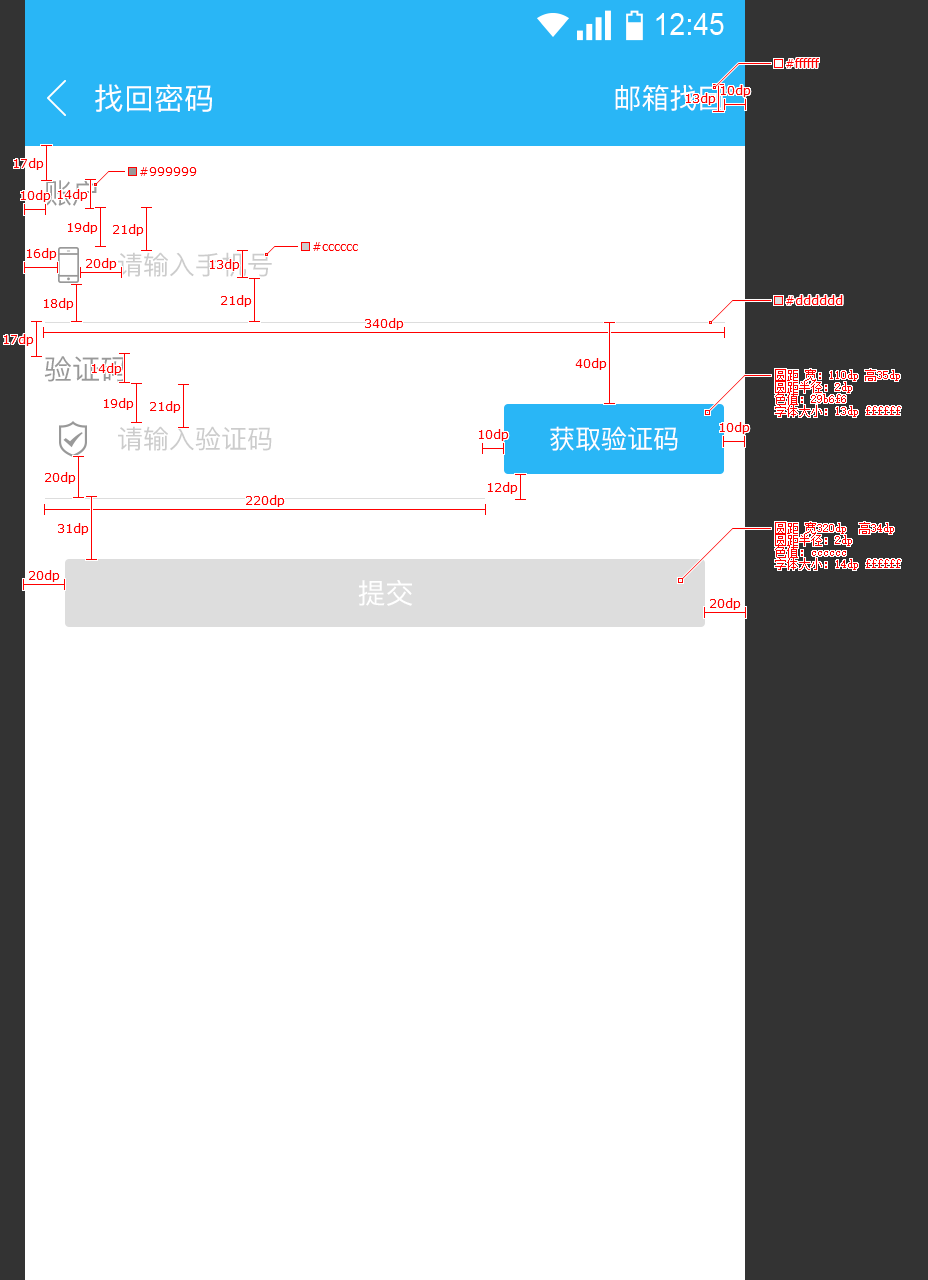 12:45
#ffffff
找回密码
邮箱找回
13dp
10dp
17dp
#999999
账户
10dp
14dp
19dp
21dp
#cccccc
16dp
20dp
请输入手机号
13dp
18dp
21dp
#dddddd
340dp
17dp
验证码
14dp
40dp
圆距 宽: 110dp 高35dp
圆距半径: 2dp
色值: 29b6f6
字体大小: 13dp ffffff
19dp
21dp
请输入验证码
10dp
获取验证码
10dp
20dp
12dp
220dp
31dp
圆距 宽320dp 高34dp
圆距半径: 2dp
色值: cccccc
字体大小: 14dp ffffff
20dp
提交
20dp